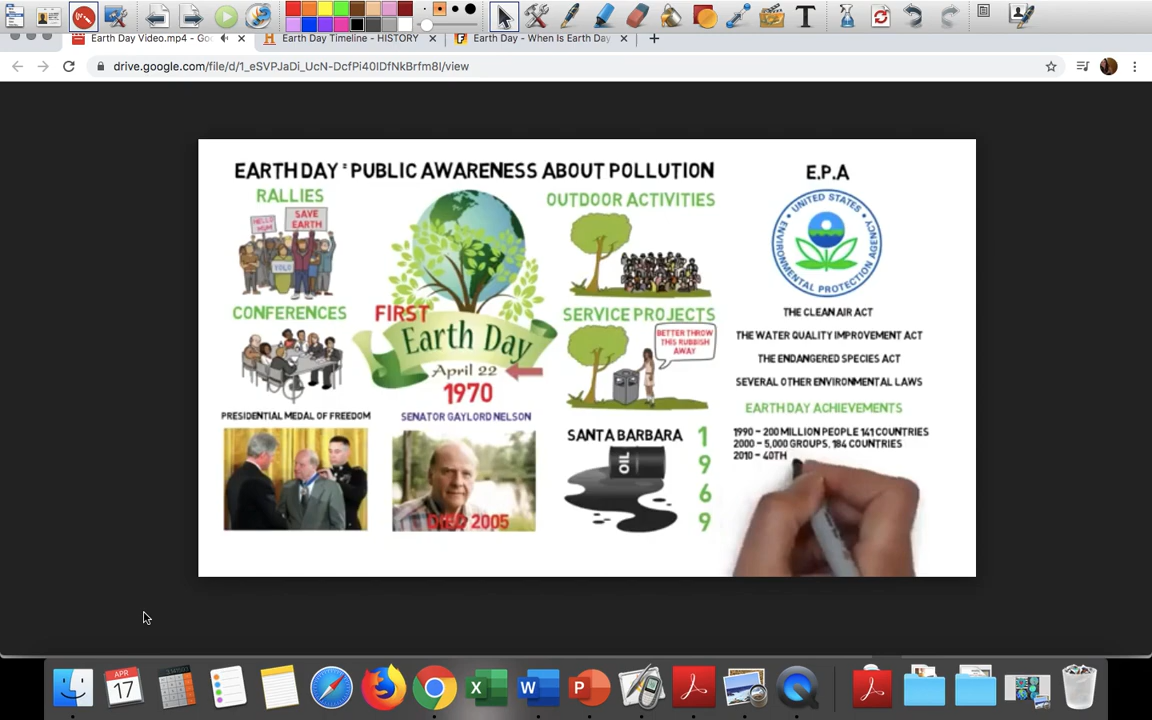 Earth Day Video.mp4 - Goo
Earth Day Timeline - HISTORY
Earth Day - When Is Earth Day
drive.google.com/file/d/1_eSVPJaDi_UcN-DcfPi40IDfNkBrfm8I/view
EARTH DAY = PUBLIC AWARENESS ABOUT POLLUTION
E.P.A
RALLIES
HELLO MUM
SAVE EARTH
YOLO
OUTDOOR ACTIVITIES
UNITED STATES
ENVIRONMENTAL PROTECTION AGENCY
CONFERENCES
FIRST
Earth Day
April 22
1970
SERVICE PROJECTS
BETTER THROW
THIS RUBBISH
AWAY
THE CLEAN AIR ACT
THE WATER QUALITY IMPROVEMENT ACT
THE ENDANGERED SPECIES ACT
SEVERAL OTHER ENVIRONMENTAL LAWS
EARTH DAY ACHIEVEMENTS
1990 - 200 MILLION PEOPLE 141 COUNTRIES
2000 - 5,000 GROUPS, 184 COUNTRIES
2010 - 40TH
PRESIDENTIAL MEDAL OF FREEDOM
SENATOR GAYLORD NELSON
DIED 2005
SANTA BARBARA
OIL
1
9
6
9
APR
17
X
W
P
T